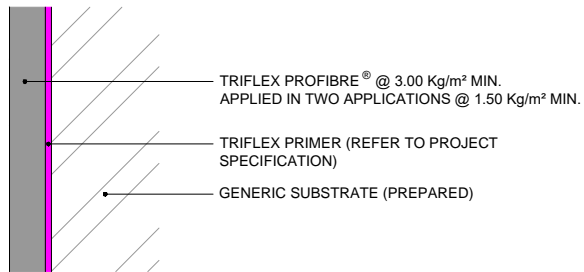 TRIFLEX PROFIBRE ® @ 3.00 Kg/m² MIN.
APPLIED IN TWO APPLICATIONS @ 1.50 Kg/m² MIN.
TRIFLEX PRIMER (REFER TO PROJECT
SPECIFICATION)
GENERIC SUBSTRATE (PREPARED)